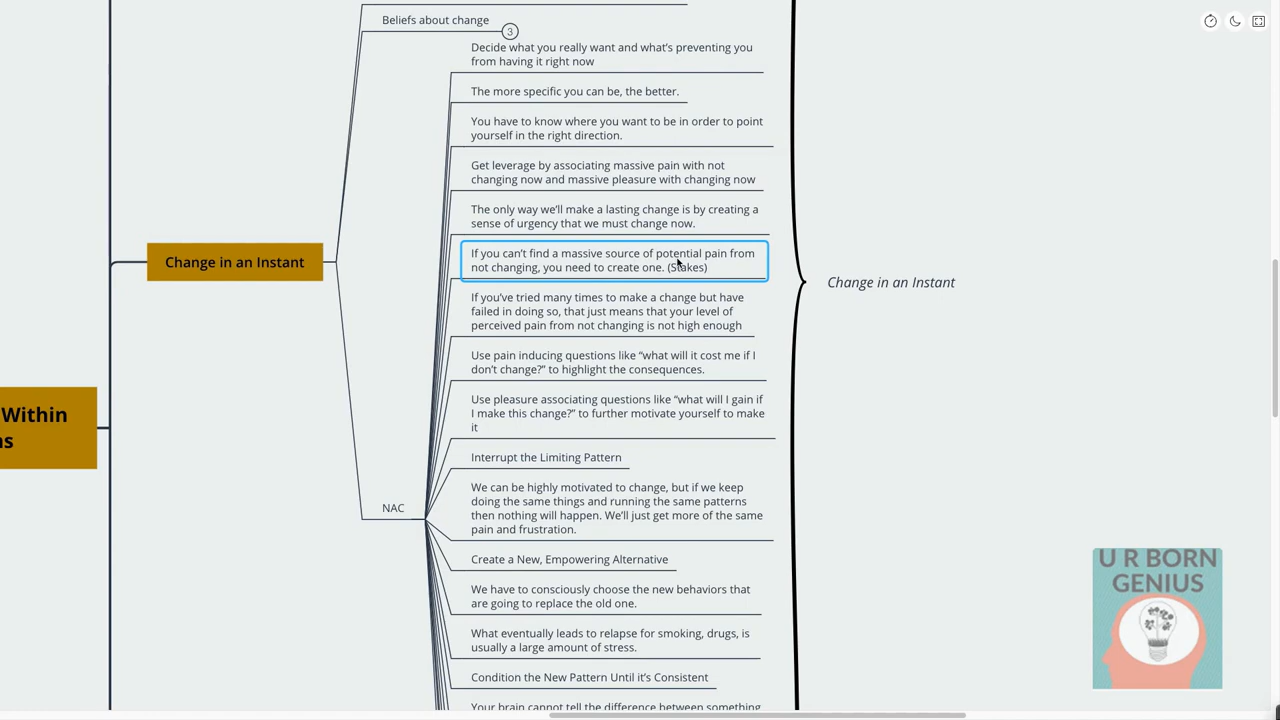 Beliefs about change
3
Decide what you really want and what's preventing you
from having it right now
The more specific you can be, the better.
You have to know where you want to be in order to point
yourself in the right direction.
Get leverage by associating massive pain with not
changing now and massive pleasure with changing now
The only way we'll make a lasting change is by creating a
sense of urgency that we must change now.
Change in an Instant
If you can't find a massive source of potential pain from
not changing, you need to create one. (Stakes)
Change in an Instant
If you've tried many times to make a change but have
failed in doing so, that just means that your level of
perceived pain from not changing is not high enough
Use pain inducing questions like “what will it cost me if I
don't change?” to highlight the consequences.
Use pleasure associating questions like “what will I gain if
I make this change?” to further motivate yourself to make
it
Within
Interrupt the Limiting Pattern
We can be highly motivated to change, but if we keep
doing the same things and running the same patterns
then nothing will happen. We'll just get more of the same
pain and frustration.
NAC
Create a New, Empowering Alternative
We have to consciously choose the new behaviors that
are going to replace the old one.
What eventually leads to relapse for smoking, drugs, is
usually a large amount of stress.
Condition the New Pattern Until it's Consistent
Your brain cannot tell the difference between something
U R BORN
GENIUS